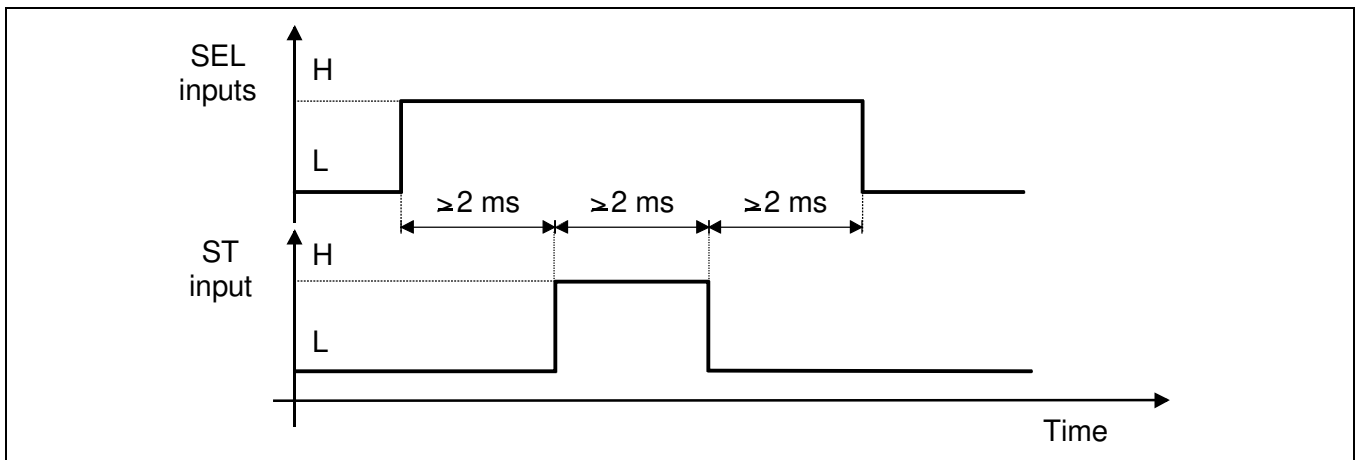 SEL
inputs
H
L
≥2 ms ≥2 ms ≥2 ms
ST
input
H
L
Time